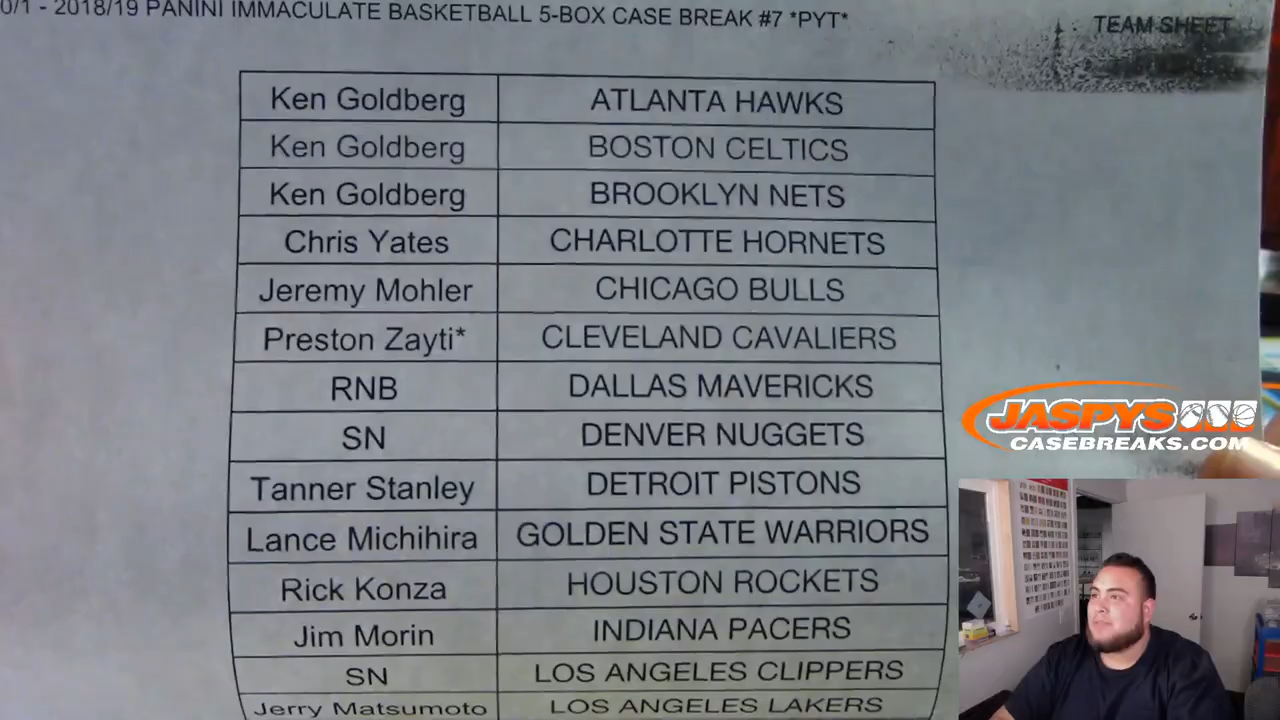 0/1 - 2018/19 PANINI IMMACULATE BASKETBALL 5-BOX CASE BREAK #7 *PYT*
TEAM SHEET
Ken Goldberg ATLANTA HAWKS
Ken Goldberg BOSTON CELTICS
Ken Goldberg BROOKLYN NETS
Chris Yates CHARLOTTE HORNETS
Jeremy Mohler CHICAGO BULLS
Preston Zayti* CLEVELAND CAVALIERS
RNB DALLAS MAVERICKS
SN DENVER NUGGETS
Tanner Stanley DETROIT PISTONS
Lance Michihira GOLDEN STATE WARRIORS
Rick Konza HOUSTON ROCKETS
Jim Morin INDIANA PACERS
SN LOS ANGELES CLIPPERS
Jerry Matsumoto LOS ANGELES LAKERS
JASPYS
CASEBREAKS.COM